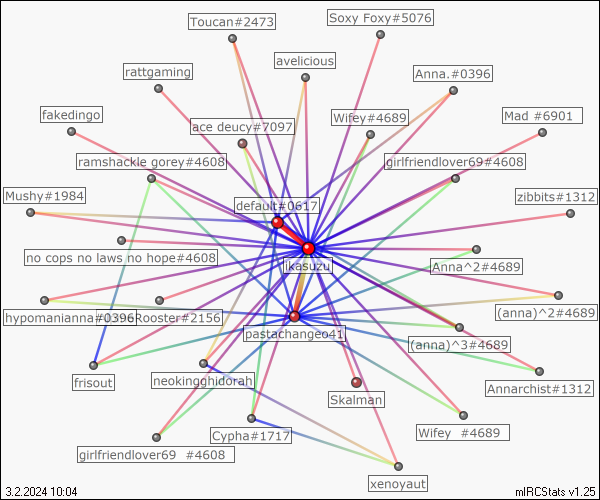 Soxy Foxy#5076
Toucan#2473
avelicious
rattgaming
Anna.#0396
fakedingo
Wifey#4689
Mad #6901
ace deucy#7097
ramshackle gorey#4608
girlfriendlover69#4608
Mushy#1984
zibbits#1312
default#0617
no cops no laws no hope#4608
Anna^2#4689
ikasuzu
hypomanianna#0396
Rooster#2156
(anna)^2#4689
pastachangeo41
(anna)^3#4689
frisout
neokingghidorah
Annarchist#1312
Skalman
Cypha#1717
Wifey #4689
girlfriendlover69 #4608
xenoyaut
3.2.2024 10:04
mIRCStats v1.25